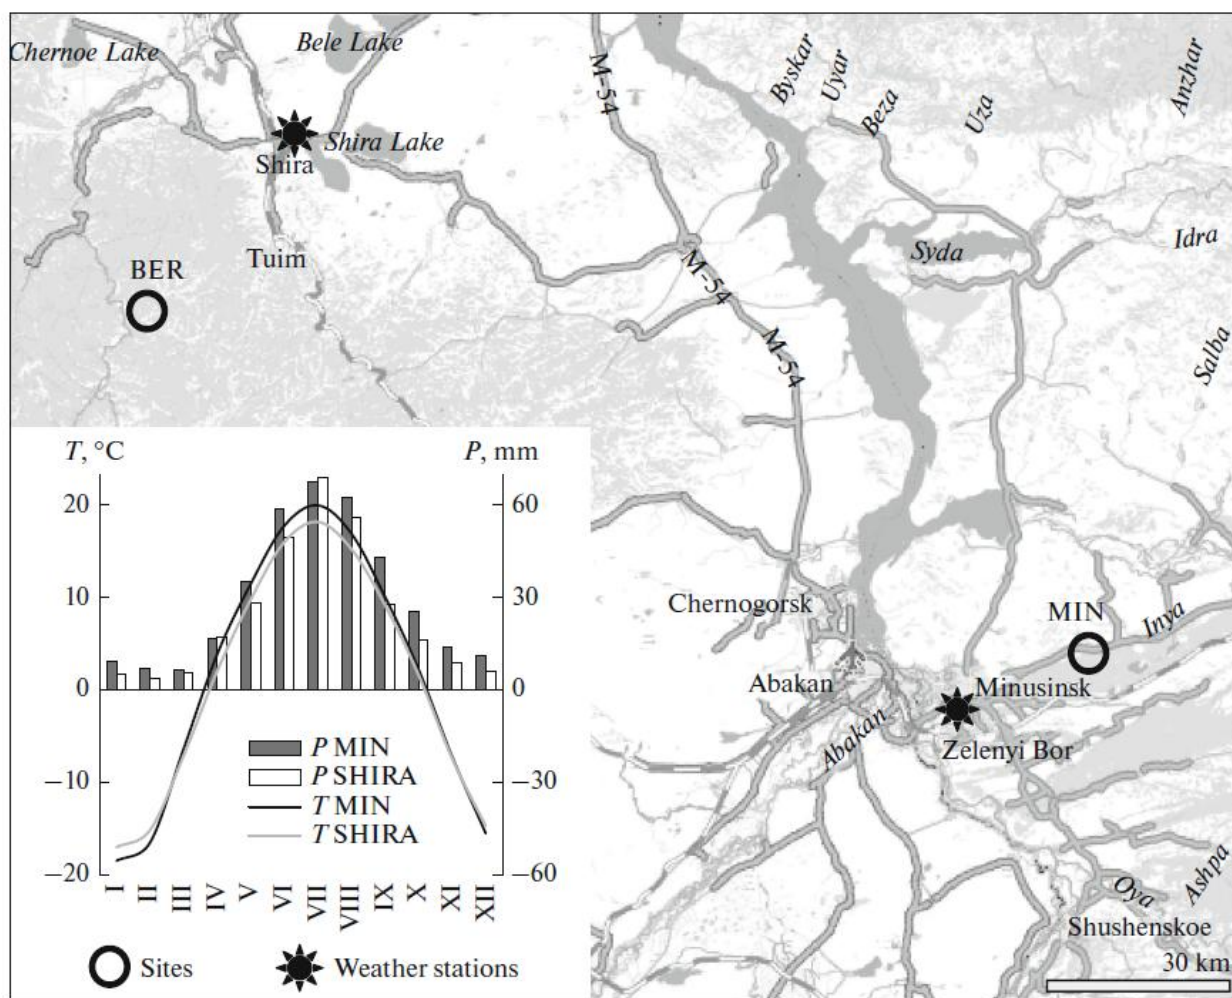 Chernoe Lake
Bele Lake
M-54
Byskar
Uyar
Beza
Uza
Anzhar
Shira
Shira Lake
BER
Tuim
M-54
Syda
Idra
M-54
Salba
T, °C
P, mm
20
60
10
30
0
0
–10
–30
–20
–60
P MIN
P SHIRA
T MIN
T SHIRA
I
II
III
IV
V
VI
VII
VIII
IX
X
XI
XII
Sites
Weather stations
Chernogorsk
MIN
Inya
Abakan
Minusinsk
Abakan
Zelenyi Bor
Oya
Ashpa
Shushenskoe
30 km